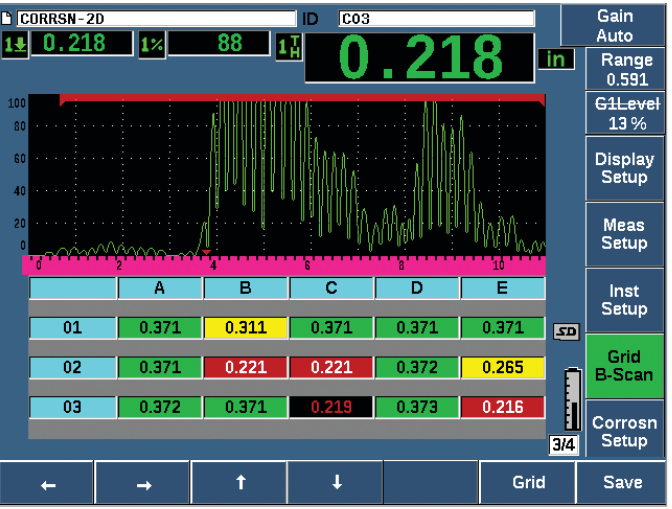 CORRSN-2D ID C03 Gain
Auto
0.218 1% 88 1 T H 0.218 in
Range
0.591
G1Level
13 %
Display
Setup
Meas
Setup
Inst
Setup
Grid
B-Scan
Corrosn
Setup
100
80
60
40
20
0
0 2 4 6 8 10
A B C D E
01 0.371 0.311 0.371 0.371 0.371
SD
02 0.371 0.221 0.221 0.372 0.265
03 0.372 0.371 0.219 0.373 0.216
3/4
← → ↑ ↓ Grid Save